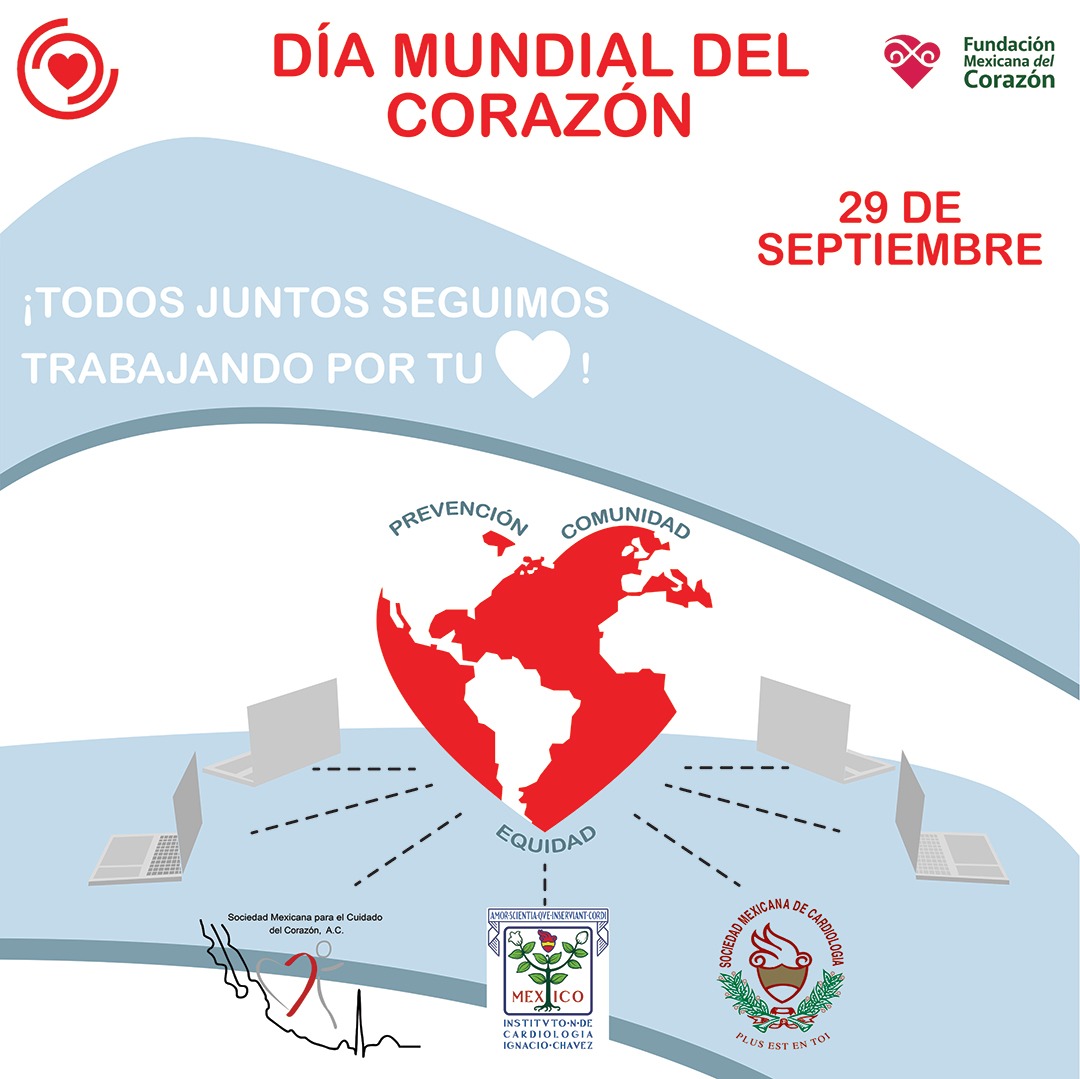 DÍA MUNDIAL DEL
CORAZÓN
Fundación
Mexicana del
Corazón
29 DE
SEPTIEMBRE
¡TODOS JUNTOS SEGUIMOS
TRABAJANDO POR TU !
PREVENCIÓN
COMUNIDAD
EQUIDAD
Sociedad Mexicana para el Cuidado
del Corazón, A.C.
AMOR·SCIENTIA·QVE·INSERVIANT·CORDI
MEXICO
INSTITVTO·N·DE
CARDIOLOGIA
IGNACIO·CHAVEZ
SOCIEDAD MEXICANA DE CARDIOLOGIA
PLUS EST EN TOI